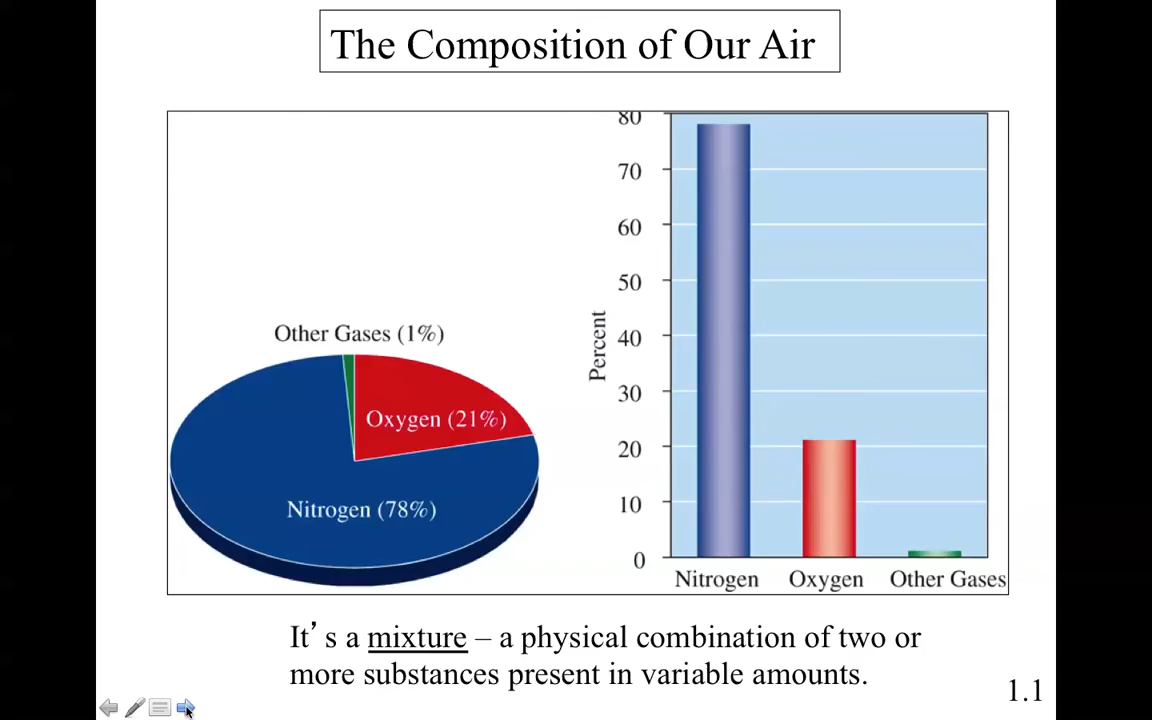 The Composition of Our Air
Other Gases (1%)
Oxygen (21%)
Nitrogen (78%)
80
70
60
50
40
30
20
10
0
Percent
Nitrogen Oxygen Other Gases
It's a mixture – a physical combination of two or
more substances present in variable amounts.
1.1